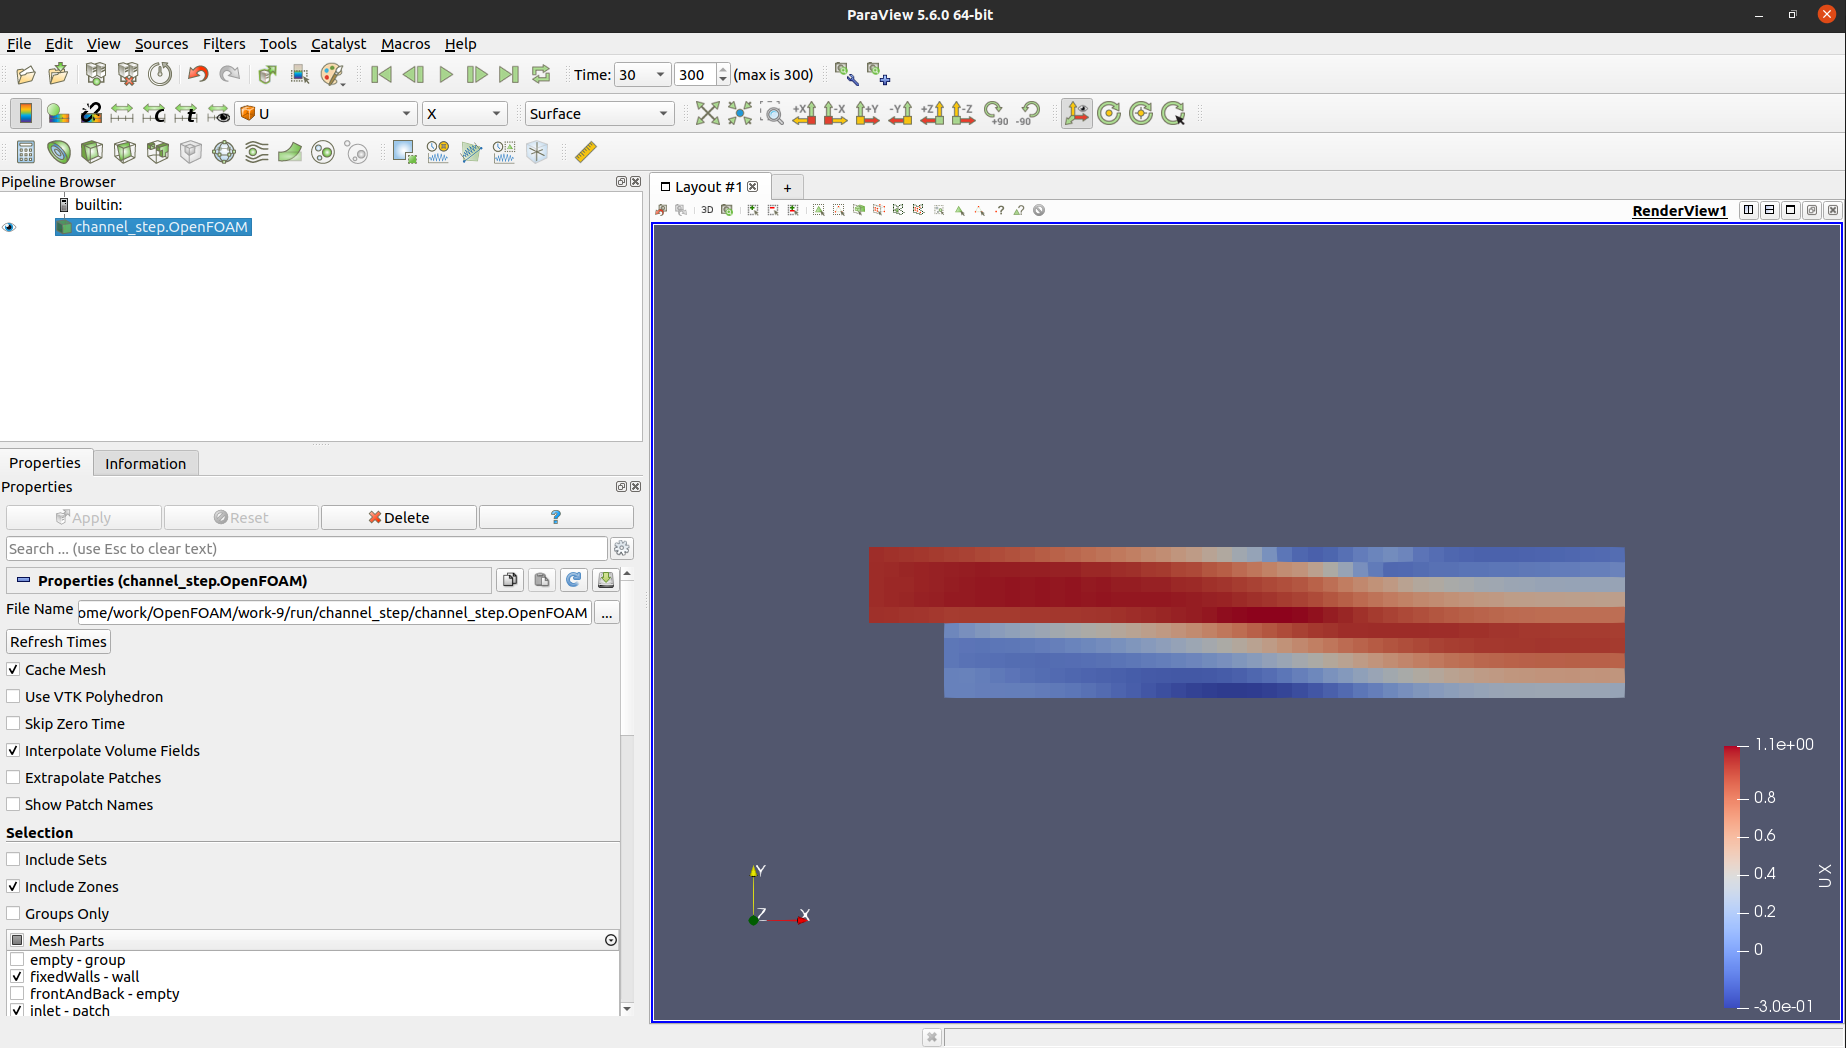 ParaView 5.6.0 64-bit
File Edit View Sources Filters Tools Catalyst Macros Help
Time: 30 300 (max is 300)
+X -X +Y -Y +Z -Z +90 -90
C t U X Surface
Pipeline Browser
builtin:
channel_step.OpenFOAM
Properties Information
Properties
Apply Reset Delete ?
Search ... (use Esc to clear text)
Properties (channel_step.OpenFOAM)
File Name ome/work/OpenFOAM/work-9/run/channel_step/channel_step.OpenFOAM ...
Refresh Times
Cache Mesh
Use VTK Polyhedron
Skip Zero Time
Interpolate Volume Fields
Extrapolate Patches
Show Patch Names
Selection
Include Sets
Include Zones
Groups Only
Mesh Parts
empty - group
fixedWalls - wall
frontAndBack - empty
inlet - patch
Layout #1 +
3D RenderView1
Y
Z X
1.1e+00
0.8
0.6
0.4
0.2
0
-3.0e-01
U X